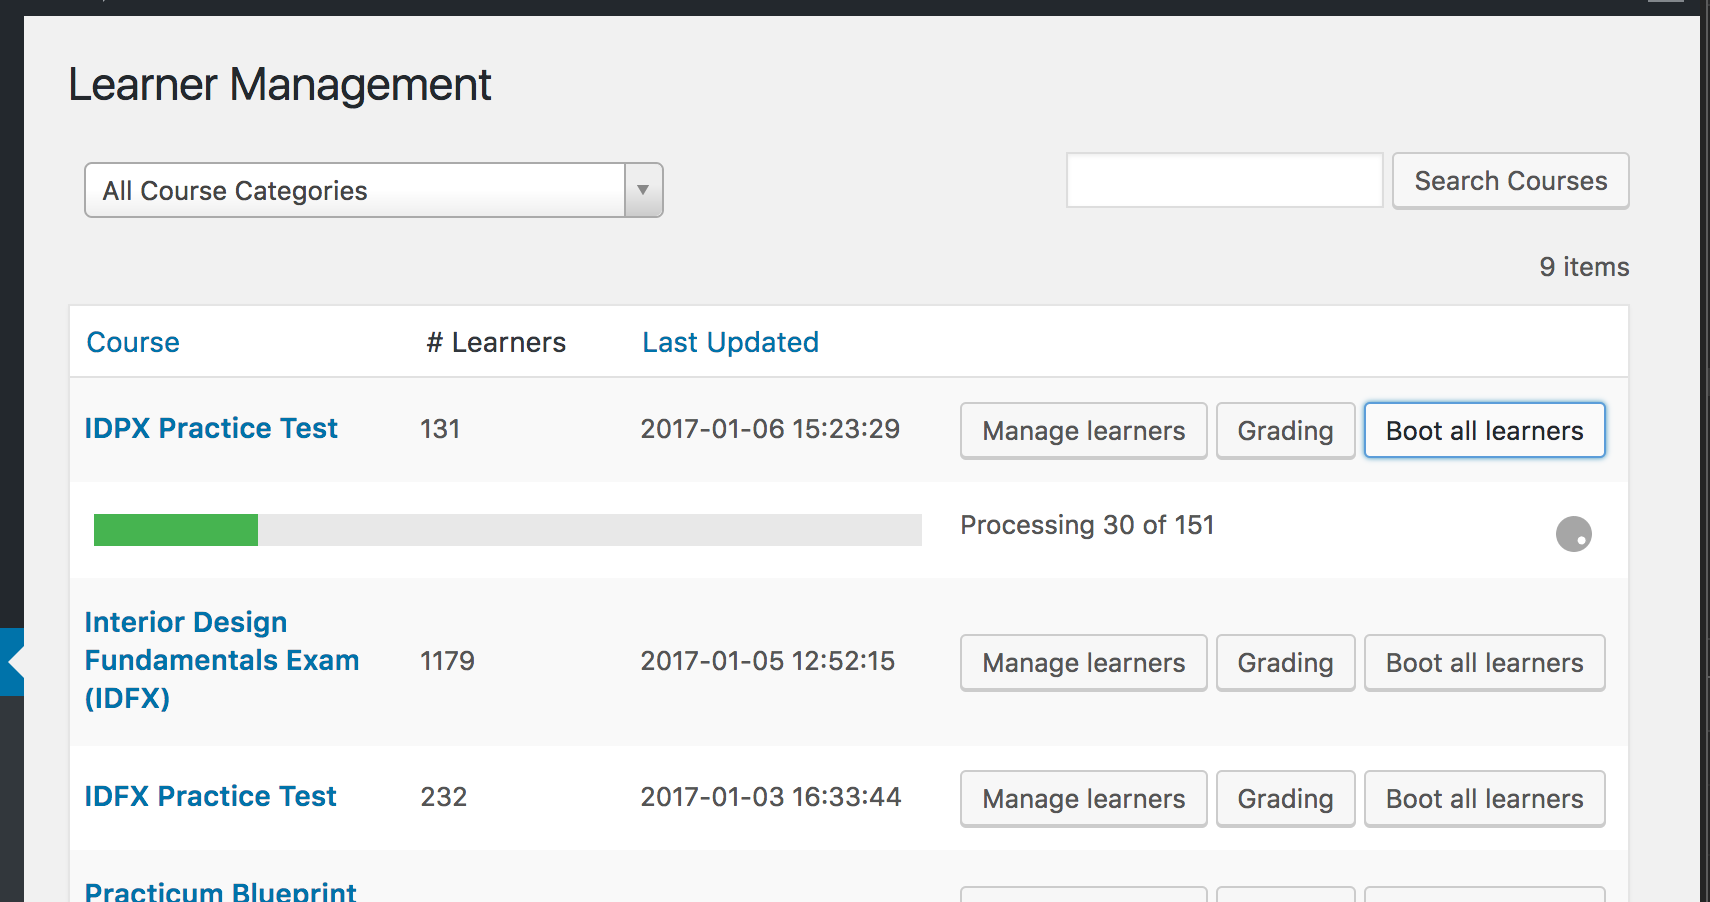 Learner Management
All Course Categories
Search Courses
9 items
Course # Learners Last Updated
IDPX Practice Test 131 2017-01-06 15:23:29 Manage learners Grading Boot all learners
Processing 30 of 151
Interior Design
Fundamentals Exam
(IDFX)
1179 2017-01-05 12:52:15 Manage learners Grading Boot all learners
IDFX Practice Test 232 2017-01-03 16:33:44 Manage learners Grading Boot all learners
Practicum Blueprint